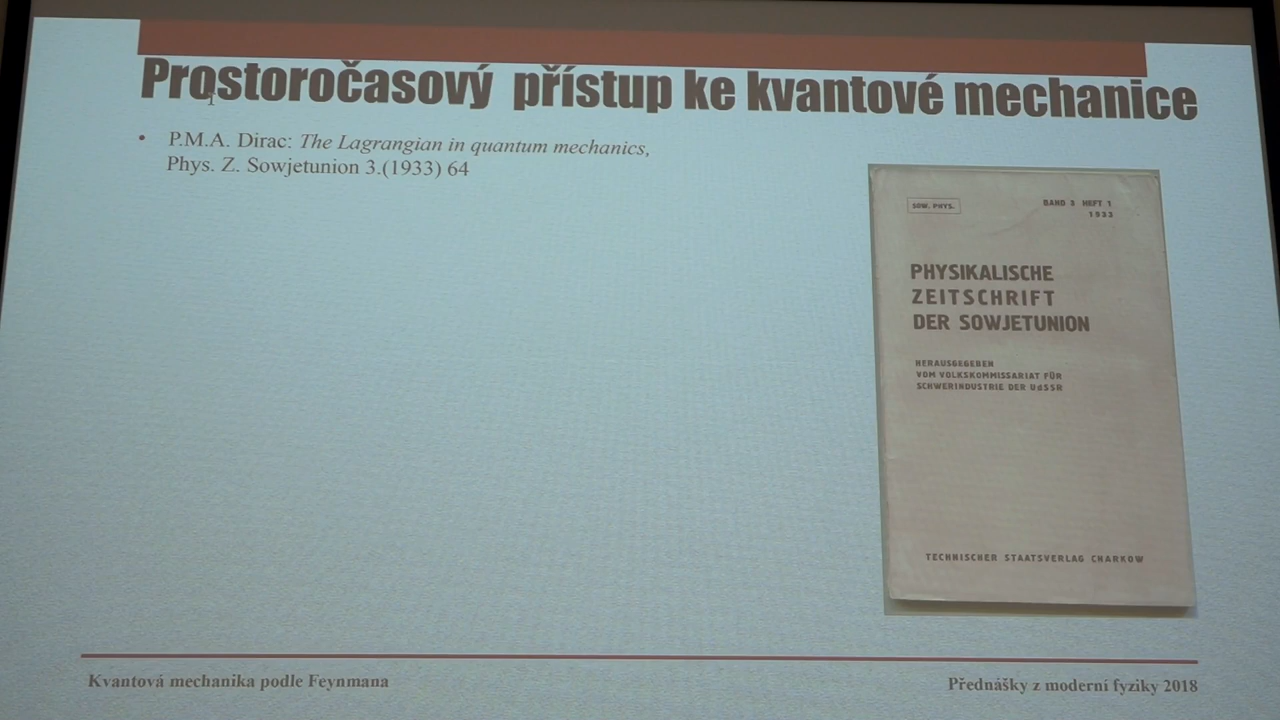 Prostoročasový přístup ke kvantové mechanice
• P.M.A. Dirac: The Lagrangian in quantum mechanics,
Phys. Z. Sowjetunion 3.(1933) 64
SOW. PHYS.
BAND 3 HEFT 1
1933
PHYSIKALISCHE
ZEITSCHRIFT
DER SOWJETUNION
HERAUSGEGEBEN
VOM VOLKSKOMMISSARIAT FÜR
SCHWERINDUSTRIE DER UdSSR
TECHNISCHER STAATSVERLAG CHARKOW
Kvantová mechanika podle Feynmana
Přednášky z moderní fyziky 2018